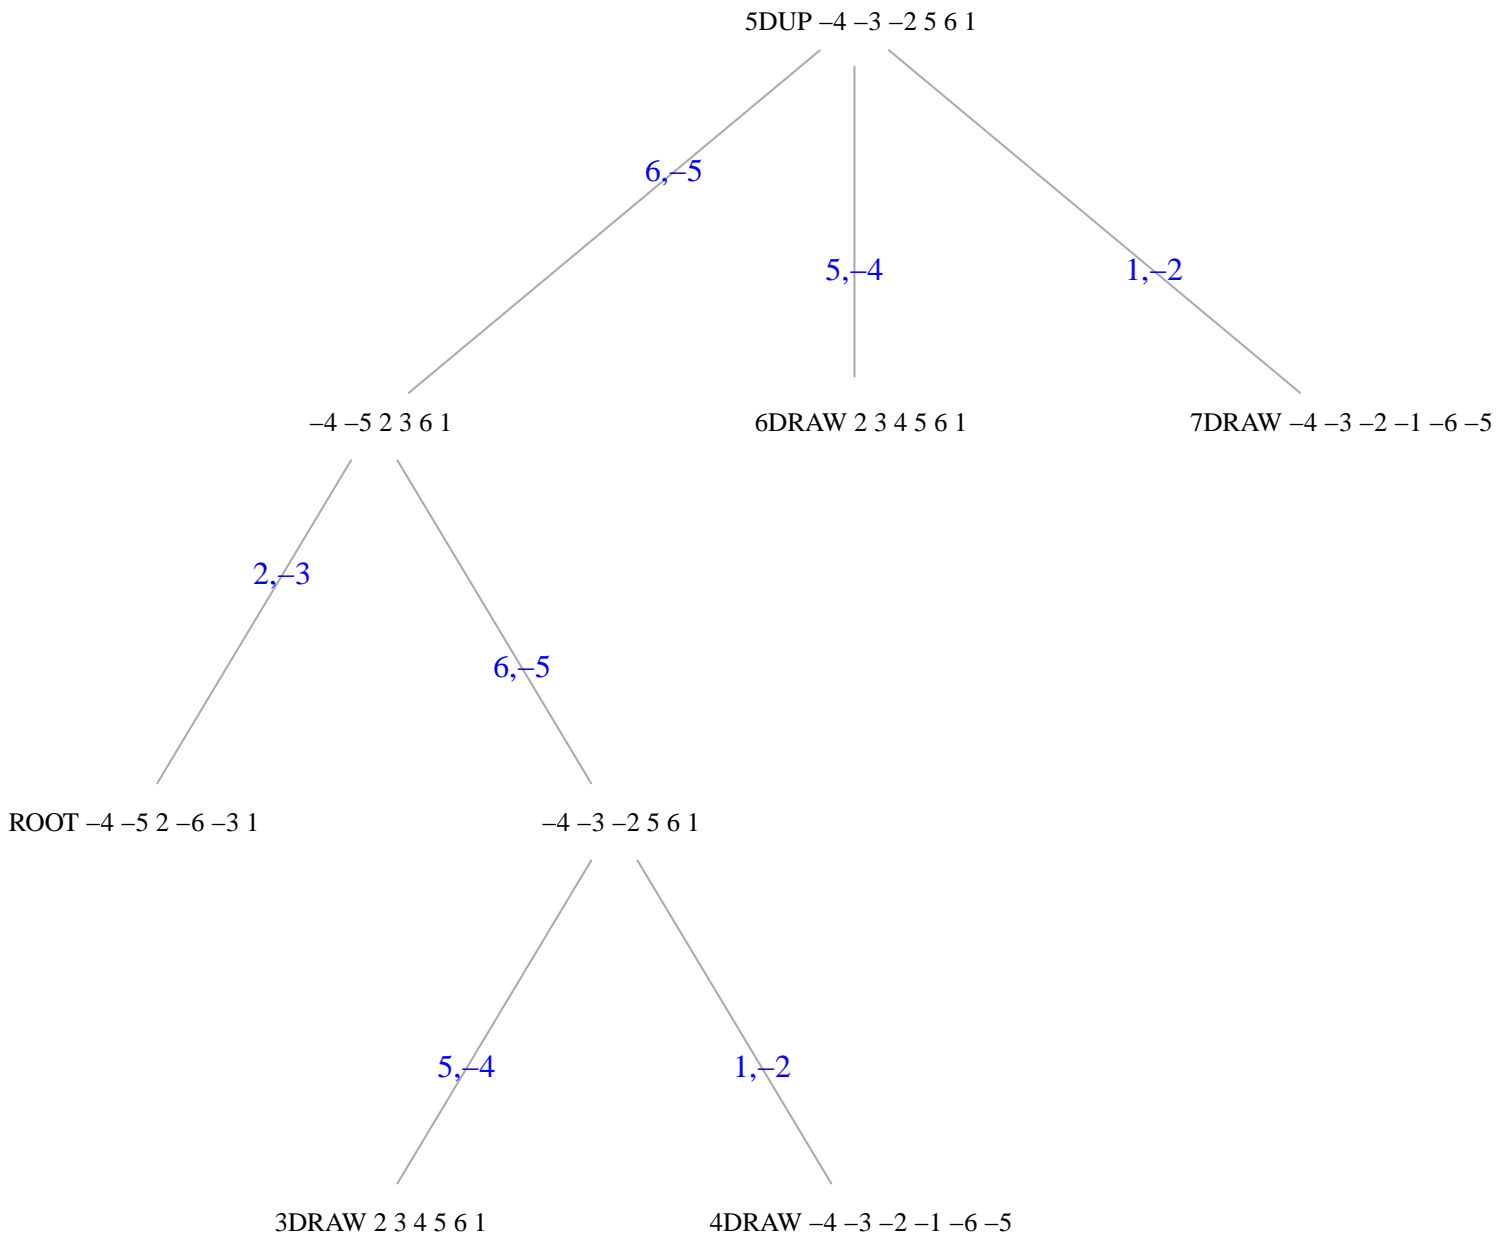 5DUP –4 –3 –2 5 6 1
6,–5
5,–4
1,–2
–4 –5 2 3 6 1
6DRAW 2 3 4 5 6 1
7DRAW –4 –3 –2 –1 –6 –5
2,–3
6,–5
ROOT –4 –5 2 –6 –3 1
–4 –3 –2 5 6 1
5,–4
1,–2
3DRAW 2 3 4 5 6 1
4DRAW –4 –3 –2 –1 –6 –5